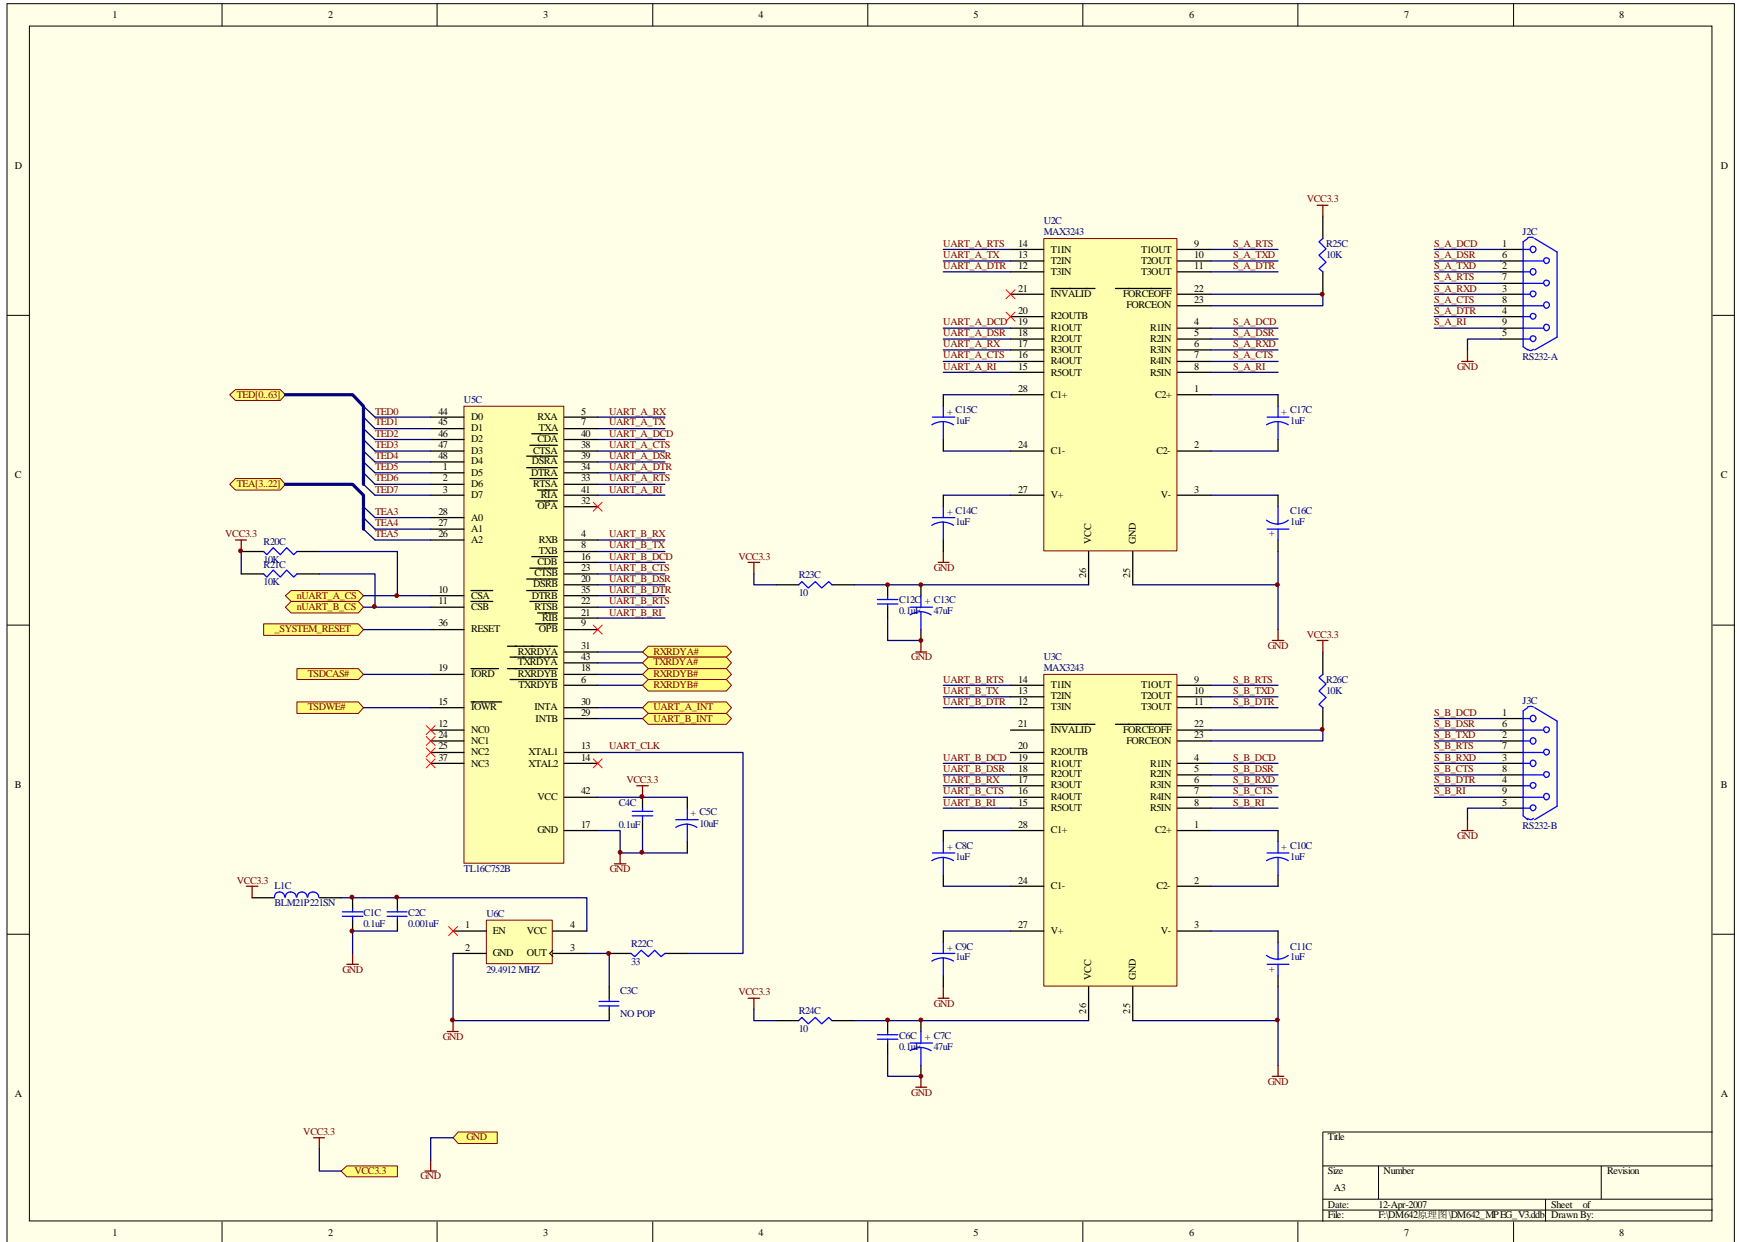 1 2 3 4 5 6 7 8
D
D
C
C
B
B
A
A
1 2 3 4 5 6 7 8
TED[0..63]
TEA[3..22]
TED0 44
TED1 45
TED2 46
TED3 47
TED4 48
TED5 1
TED6 2
TED7 3
TEA3 28
TEA4 27
TEA5 26
VCC3.3
R20C
10K
R21C
10K
nUART_A_CS 10
nUART_B_CS 11
_SYSTEM_RESET 36
TSDCAS# 19
TSDWE# 15
12
24
25
37
U5C
D0 RXA 5 UART_A_RX
D1 TXA 7 UART_A_TX
D2 CDA 40 UART_A_DCD
D3 CTSA 38 UART_A_CTS
D4 DSRA 39 UART_A_DSR
D5 DTRA 34 UART_A_DTR
D6 RTSA 33 UART_A_RTS
D7 RIA 41 UART_A_RI
OPA 32
A0
A1
A2
RXB 4 UART_B_RX
TXB 8 UART_B_TX
CDB 16 UART_B_DCD
CTSB 23 UART_B_CTS
DSRB 20 UART_B_DSR
DTRB 35 UART_B_DTR
RTSB 22 UART_B_RTS
RIB 21 UART_B_RI
OPB 9
CSA
CSB
RESET
RXRDYA 31 RXRDYA#
TXRDYA 43 TXRDYA#
IORD RXRDYB 18 RXRDYB#
TXRDYB 6 RXRDYB#
IOWR INTA 30 UART_A_INT
INTB 29 UART_B_INT
NC0
NC1
NC2 XTAL1 13 UART_CLK
NC3 XTAL2 14
VCC 42
GND 17
TL16C752B
VCC3.3
C4C
0.1uF
C5C
10uF
GND
VCC3.3
L1C
BLM21P221SN
C1C
0.1uF
C2C
0.001uF
GND
U6C
1 EN VCC 4
2 GND OUT 3
29.4912 MHZ
R22C
33
C3C
NO POP
GND
VCC3.3
VCC3.3
GND
GND
U2C
MAX3243
UART_A_RTS 14 T1IN T1OUT 9 S_A_RTS
UART_A_TX 13 T2IN T2OUT 10 S_A_TXD
UART_A_DTR 12 T3IN T3OUT 11 S_A_DTR
21 INVALID FORCEOFF 22
FORCEON 23
20 R2OUTB
UART_A_DCD 19 R1OUT R1IN 4 S_A_DCD
UART_A_DSR 18 R2OUT R2IN 5 S_A_DSR
UART_A_RX 17 R3OUT R3IN 6 S_A_RXD
UART_A_CTS 16 R4OUT R4IN 7 S_A_CTS
UART_A_RI 15 R5OUT R5IN 8 S_A_RI
28 C1+ C2+ 1
C15C
1uF
C17C
1uF
24 C1- C2- 2
27 V+ V- 3
C14C
1uF
C16C
1uF
GND
VCC
GND
26
25
VCC3.3
R25C
10K
VCC3.3
R23C
10
C12C
0.1uF
C13C
47uF
GND
GND
U3C
MAX3243
UART_B_RTS 14 T1IN T1OUT 9 S_B_RTS
UART_B_TX 13 T2IN T2OUT 10 S_B_TXD
UART_B_DTR 12 T3IN T3OUT 11 S_B_DTR
21 INVALID FORCEOFF 22
FORCEON 23
20 R2OUTB
UART_B_DCD 19 R1OUT R1IN 4 S_B_DCD
UART_B_DSR 18 R2OUT R2IN 5 S_B_DSR
UART_B_RX 17 R3OUT R3IN 6 S_B_RXD
UART_B_CTS 16 R4OUT R4IN 7 S_B_CTS
UART_B_RI 15 R5OUT R5IN 8 S_B_RI
28 C1+ C2+ 1
C8C
1uF
C10C
1uF
24 C1- C2- 2
27 V+ V- 3
C9C
1uF
C11C
1uF
GND
VCC
GND
26
25
VCC3.3
R26C
10K
VCC3.3
R24C
10
C6C
0.1uF
C7C
47uF
GND
GND
J2C
S_A_DCD 1
S_A_DSR 6
S_A_TXD 2
S_A_RTS 7
S_A_RXD 3
S_A_CTS 8
S_A_DTR 4
S_A_RI 9
5
GND
RS232-A
J3C
S_B_DCD 1
S_B_DSR 6
S_B_TXD 2
S_B_RTS 7
S_B_RXD 3
S_B_CTS 8
S_B_DTR 4
S_B_RI 9
5
GND
RS232-B
Title
Size Number Revision
A3
Date: 12-Apr-2007 Sheet of
File: F:\DM642原理图\DM642_MPEG_V3.ddb Drawn By: